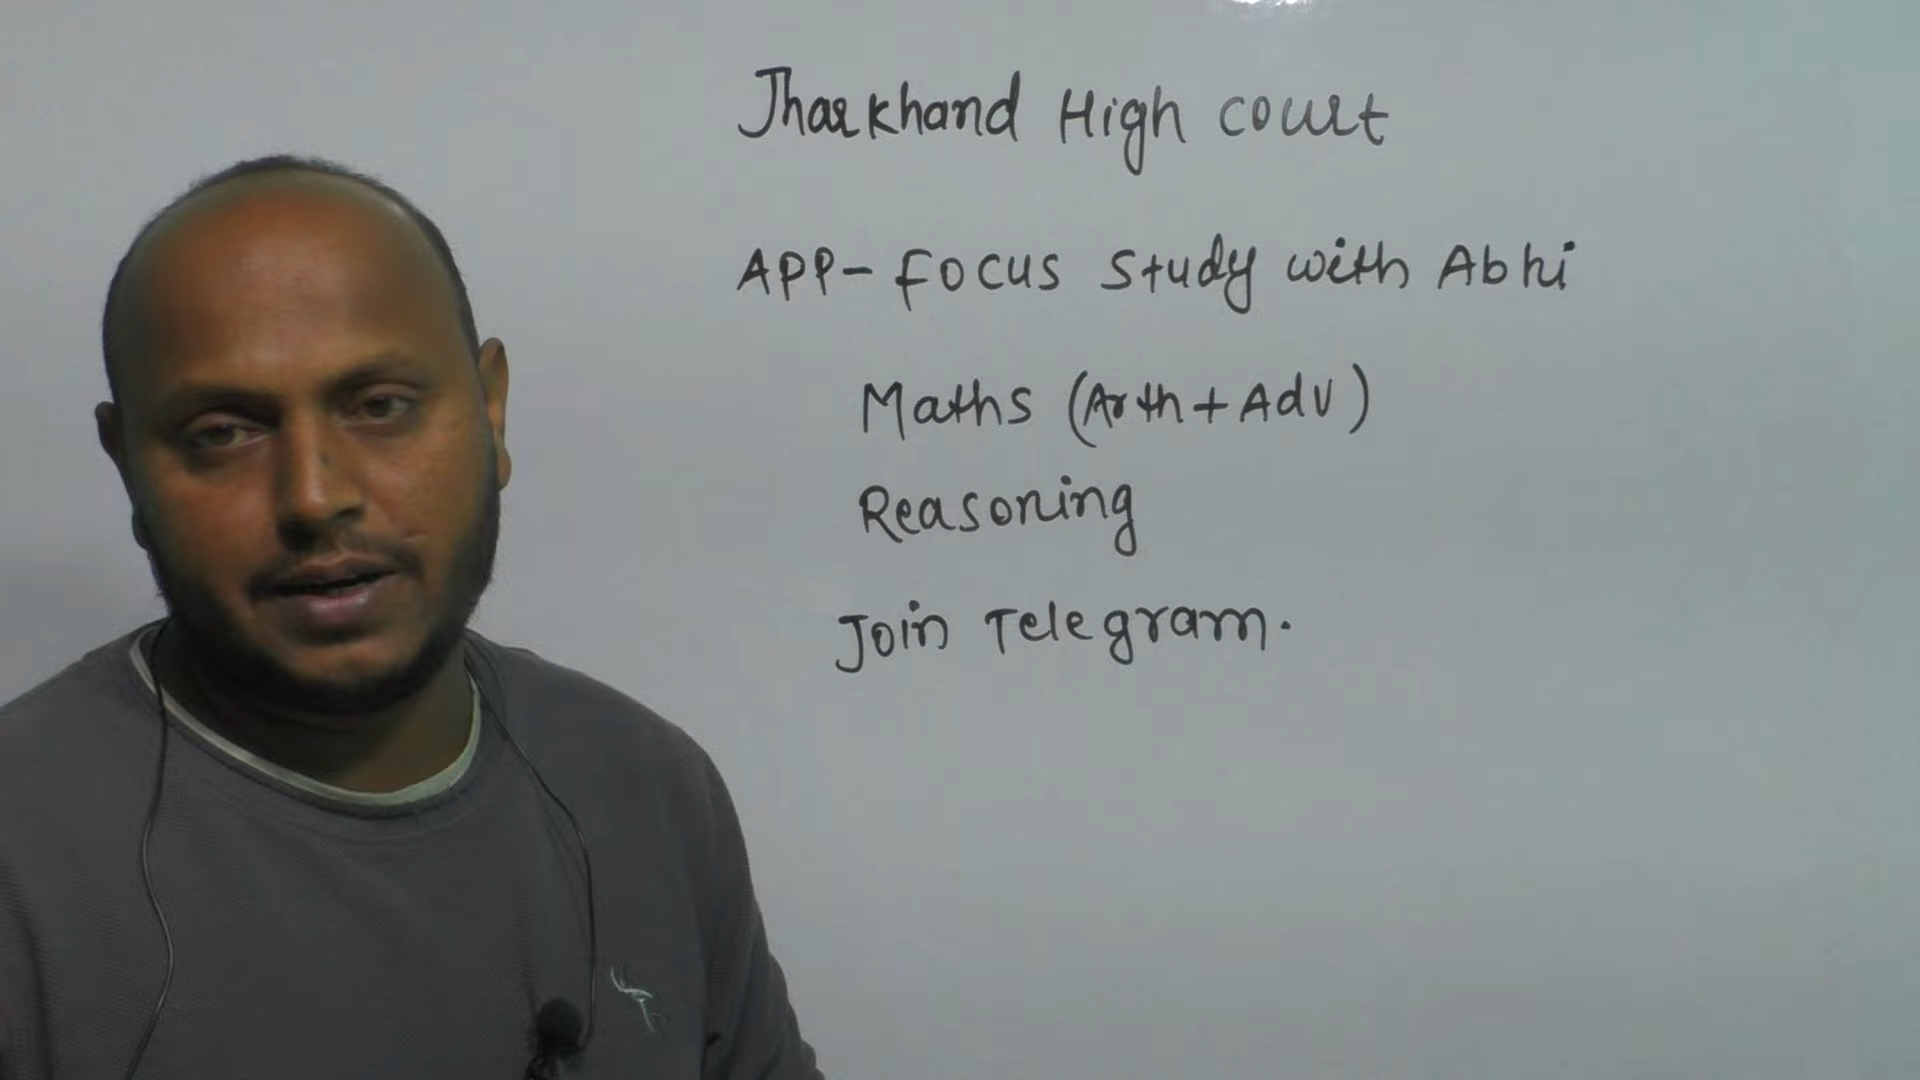 Jharkhand High court
APP - Focus Study with Abhi
Maths (Arth + Adv)
Reasoning
Join Telegram.